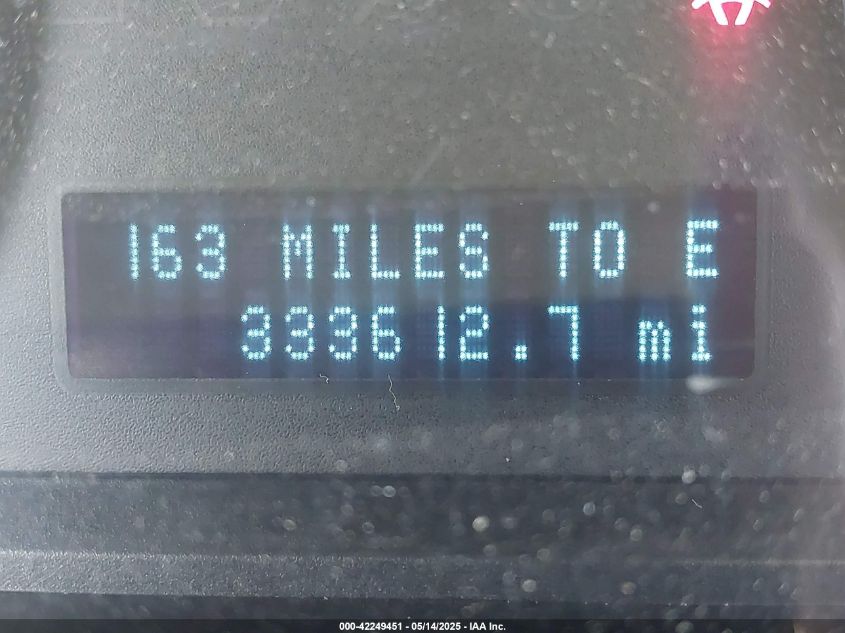 163 MILES TO E
333612.7 mi
000-42249451 - 05/14/2025 - IAA Inc.